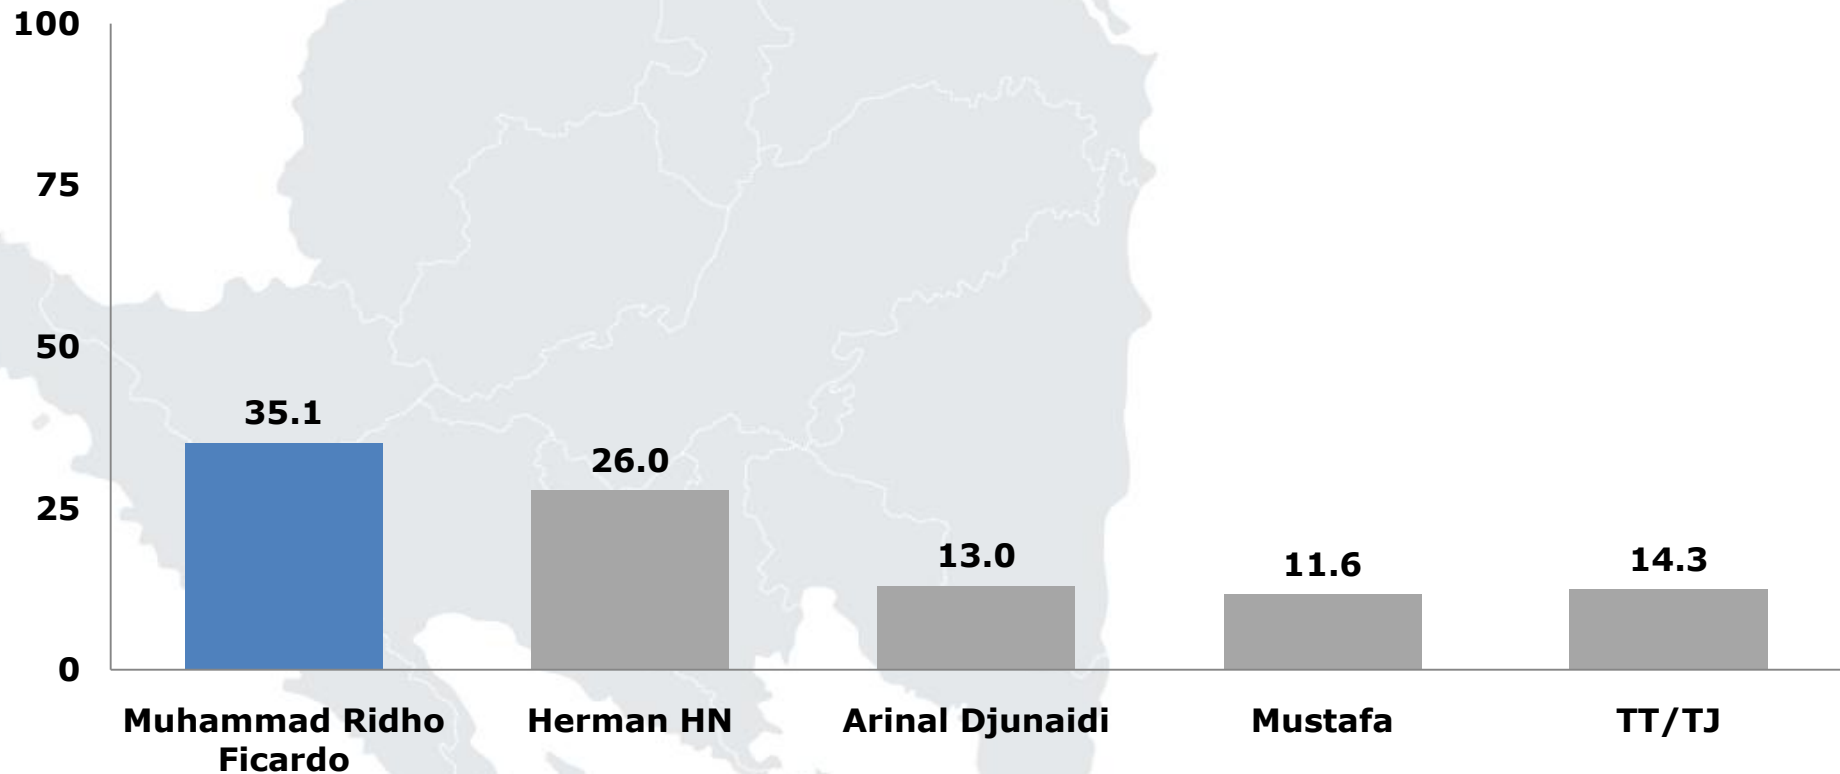 100
75
50
25
0
35.1
26.0
13.0
11.6
14.3
Muhammad Ridho
Ficardo
Herman HN
Arinal Djunaidi
Mustafa
TT/TJ